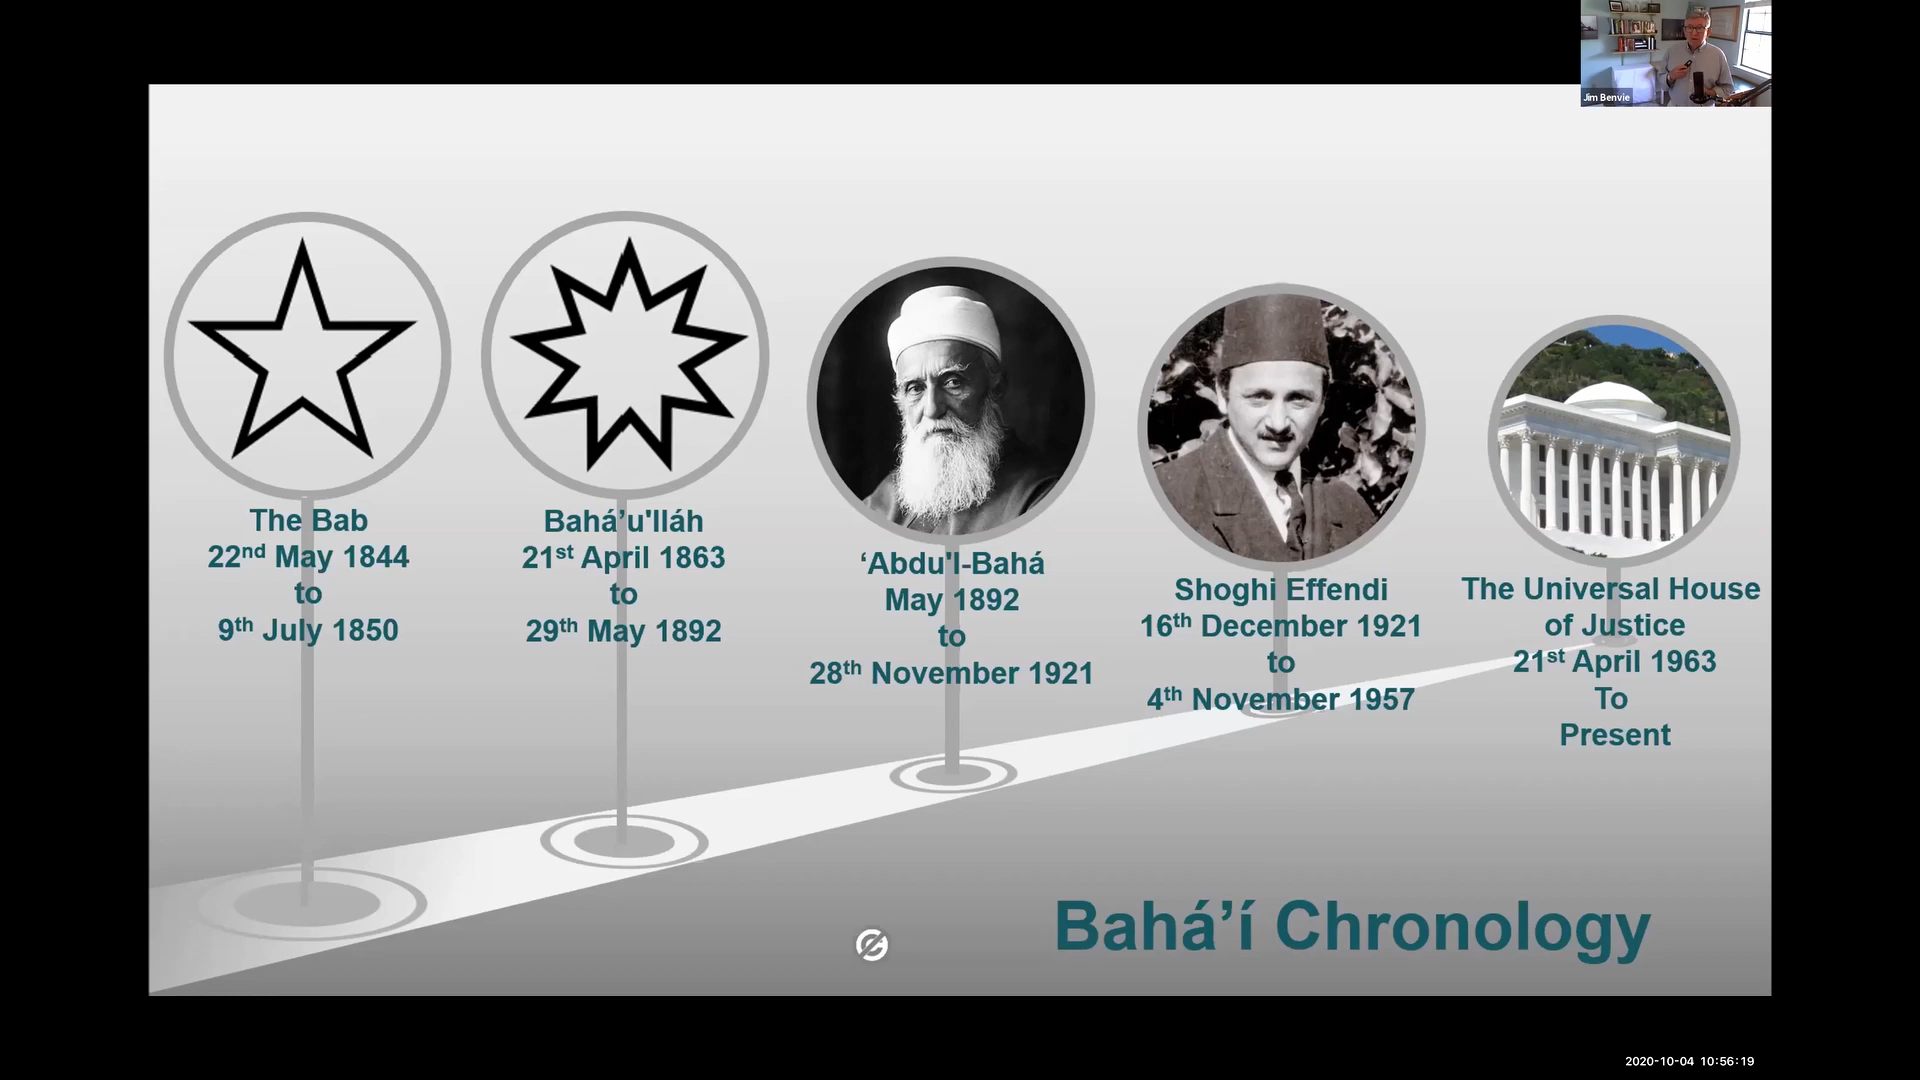 Jim Benvie
The Bab
22nd May 1844
to
9th July 1850
Bahá’u'lláh
21st April 1863
to
29th May 1892
‘Abdu'l-Bahá
May 1892
to
28th November 1921
Shoghi Effendi
16th December 1921
to
4th November 1957
The Universal House
of Justice
21st April 1963
To
Present
Bahá’í Chronology
2020-10-04 10:56:19